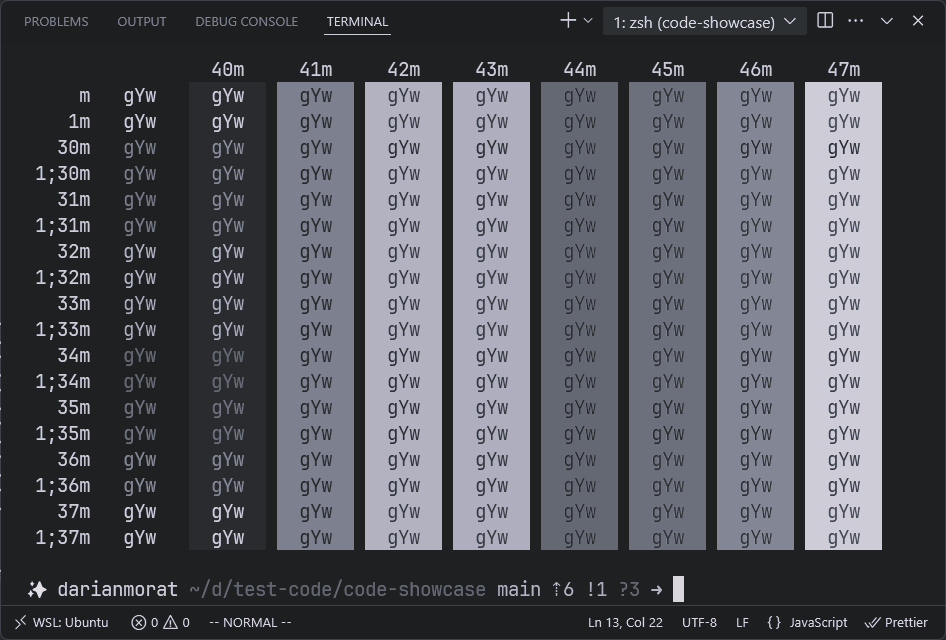 PROBLEMS OUTPUT DEBUG CONSOLE TERMINAL 1: zsh (code-showcase)
40m 41m 42m 43m 44m 45m 46m 47m
m gYw gYw gYw gYw gYw gYw gYw gYw gYw
1m gYw gYw gYw gYw gYw gYw gYw gYw gYw
30m gYw gYw gYw gYw gYw gYw gYw gYw gYw
1;30m gYw gYw gYw gYw gYw gYw gYw gYw gYw
31m gYw gYw gYw gYw gYw gYw gYw gYw gYw
1;31m gYw gYw gYw gYw gYw gYw gYw gYw gYw
32m gYw gYw gYw gYw gYw gYw gYw gYw gYw
1;32m gYw gYw gYw gYw gYw gYw gYw gYw gYw
33m gYw gYw gYw gYw gYw gYw gYw gYw gYw
1;33m gYw gYw gYw gYw gYw gYw gYw gYw gYw
34m gYw gYw gYw gYw gYw gYw gYw gYw gYw
1;34m gYw gYw gYw gYw gYw gYw gYw gYw gYw
35m gYw gYw gYw gYw gYw gYw gYw gYw gYw
1;35m gYw gYw gYw gYw gYw gYw gYw gYw gYw
36m gYw gYw gYw gYw gYw gYw gYw gYw gYw
1;36m gYw gYw gYw gYw gYw gYw gYw gYw gYw
37m gYw gYw gYw gYw gYw gYw gYw gYw gYw
1;37m gYw gYw gYw gYw gYw gYw gYw gYw gYw
darianmorat ~/d/test-code/code-showcase main ⇡6 !1 ?3 →
WSL: Ubuntu 0 0 -- NORMAL -- Ln 13, Col 22 UTF-8 LF {} JavaScript Prettier